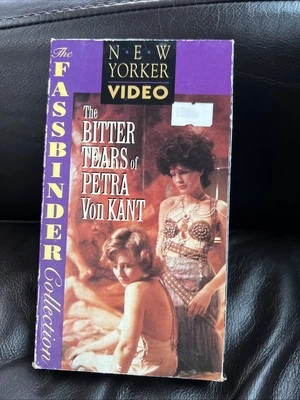 The FASSBINDER Collection
NEW
YORKER
VIDEO
The
BITTER
TEARS of
PETRA
Von KANT